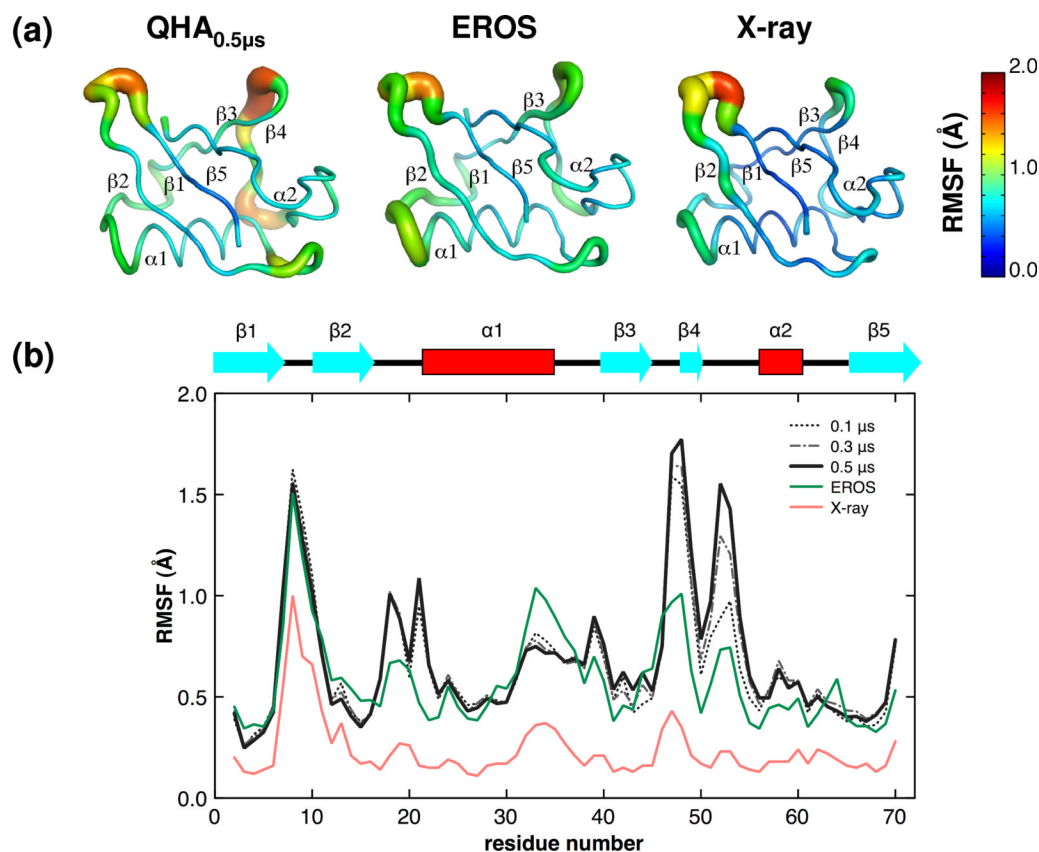 (a)
QHA0.5µs EROS X-ray
β3 β4 β2 β1 β5 α2 α1
β3 β2 β1 β5 α2 α1
β3 β4 β2 β1 β5 α2 α1
2.0
1.0
0.0
RMSF (Å)
(b)
β1 β2 α1 β3 β4 α2 β5
2.0
1.5
1.0
0.5
0.0
RMSF (Å)
0.1 µs
0.3 µs
0.5 µs
EROS
X-ray
0 10 20 30 40 50 60 70
residue number